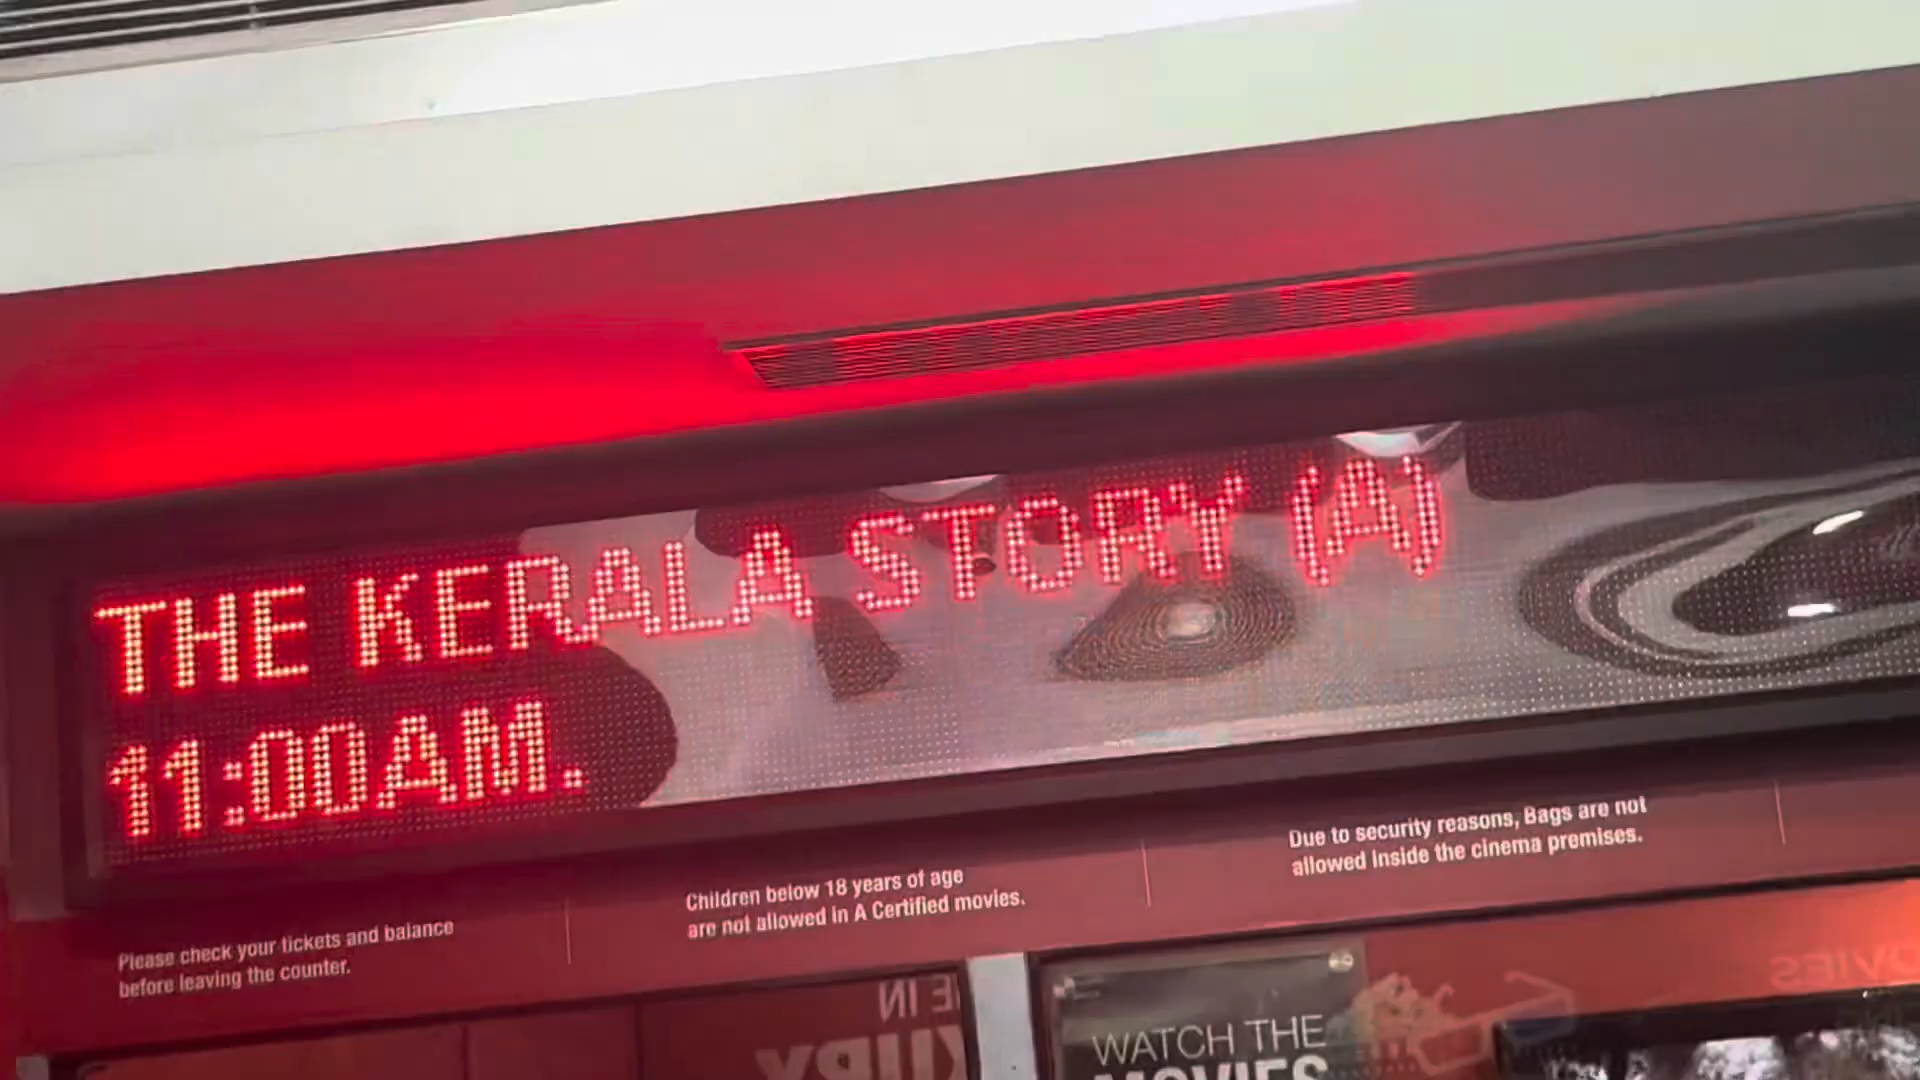 THE KERALA STORY (A)
11:00AM.
Please check your tickets and balance
before leaving the counter.
Children below 18 years of age
are not allowed in A Certified movies.
Due to security reasons, Bags are not
allowed inside the cinema premises.
E IN
WATCH THE
MOVIES